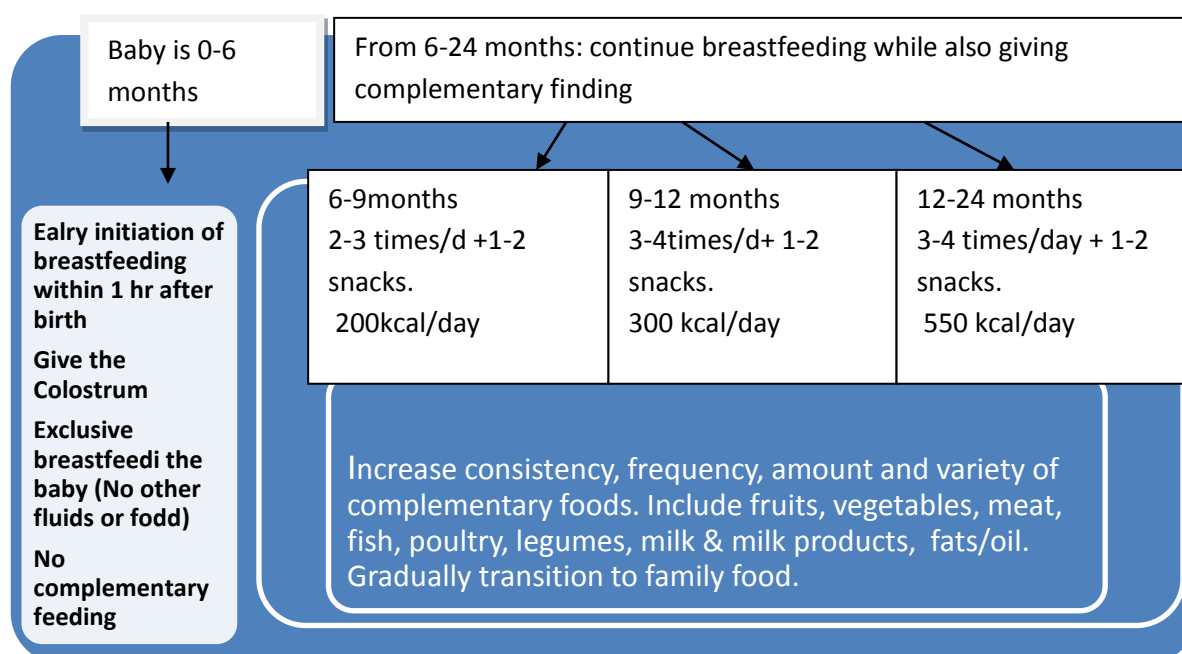 Baby is 0-6
months
From 6-24 months: continue breastfeeding while also giving
complementary finding
Ealry initiation of
breastfeeding
within 1 hr after
birth
Give the
Colostrum
Exclusive
breastfeedi the
baby (No other
fluids or fodd)
No
complementary
feeding
6-9months
2-3 times/d +1-2
snacks.
200kcal/day
9-12 months
3-4times/d+ 1-2
snacks.
300 kcal/day
12-24 months
3-4 times/day + 1-2
snacks.
550 kcal/day
Increase consistency, frequency, amount and variety of
complementary foods. Include fruits, vegetables, meat,
fish, poultry, legumes, milk & milk products,  fats/oil.
Gradually transition to family food.